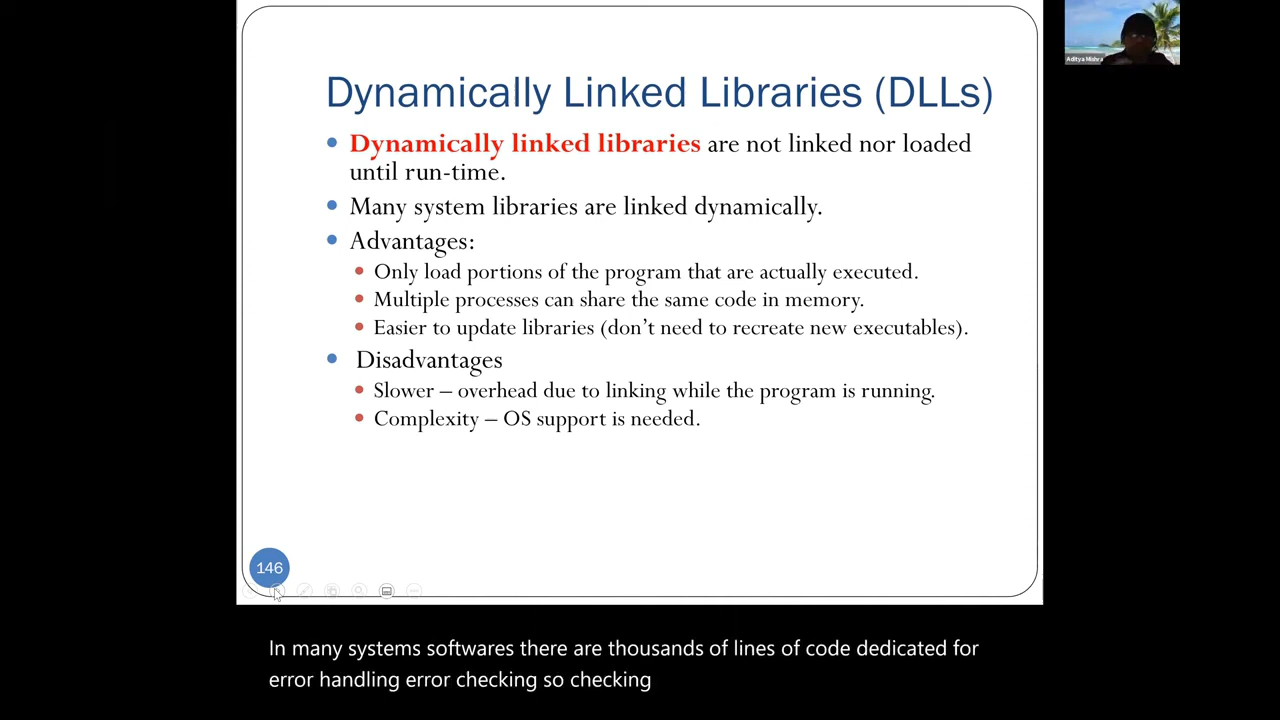 Aditya Mishra
Dynamically Linked Libraries (DLLs)
• Dynamically linked libraries are not linked nor loaded
until run-time.
• Many system libraries are linked dynamically.
• Advantages:
• Only load portions of the program that are actually executed.
• Multiple processes can share the same code in memory.
• Easier to update libraries (don't need to recreate new executables).
• Disadvantages
• Slower – overhead due to linking while the program is running.
• Complexity – OS support is needed.
146
In many systems softwares there are thousands of lines of code dedicated for
error handling error checking so checking